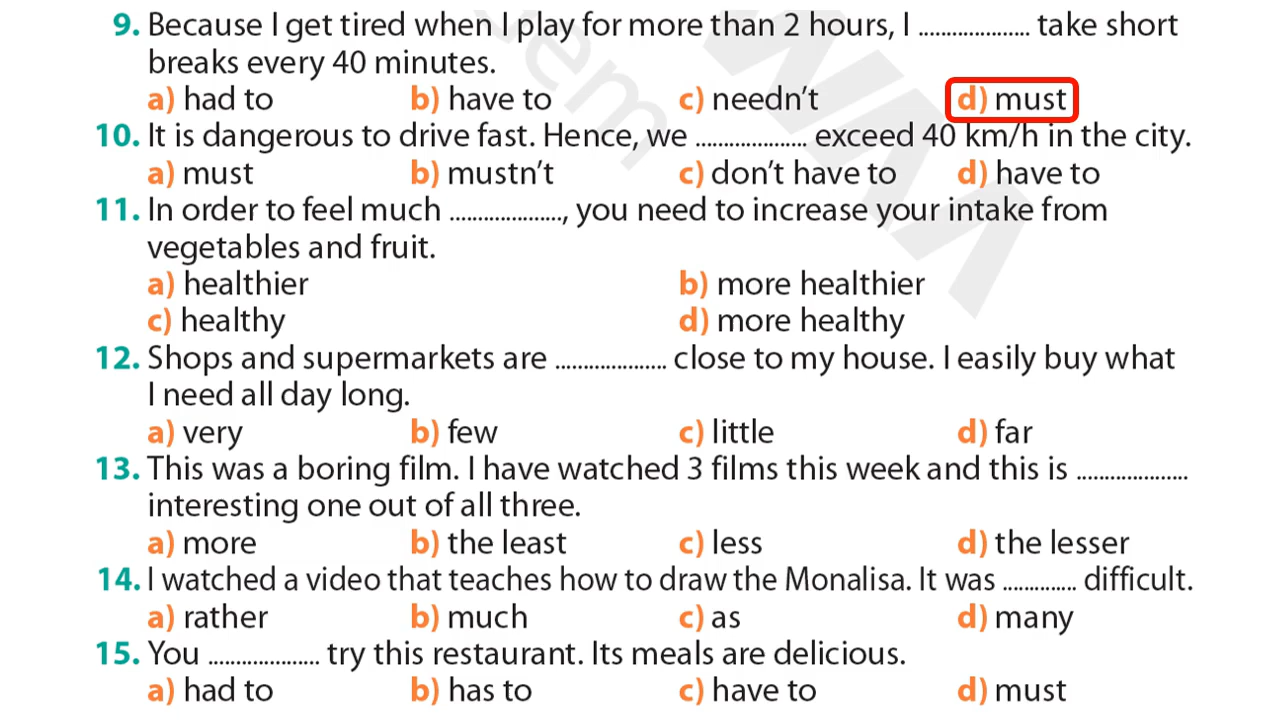 9. Because I get tired when I play for more than 2 hours, I .................... take short
breaks every 40 minutes.
a) had to b) have to c) needn't d) must
10. It is dangerous to drive fast. Hence, we .................... exceed 40 km/h in the city.
a) must b) mustn't c) don't have to d) have to
11. In order to feel much ...................., you need to increase your intake from
vegetables and fruit.
a) healthier b) more healthier
c) healthy d) more healthy
12. Shops and supermarkets are .................... close to my house. I easily buy what
I need all day long.
a) very b) few c) little d) far
13. This was a boring film. I have watched 3 films this week and this is ....................
interesting one out of all three.
a) more b) the least c) less d) the lesser
14. I watched a video that teaches how to draw the Monalisa. It was ............. difficult.
a) rather b) much c) as d) many
15. You .................... try this restaurant. Its meals are delicious.
a) had to b) has to c) have to d) must